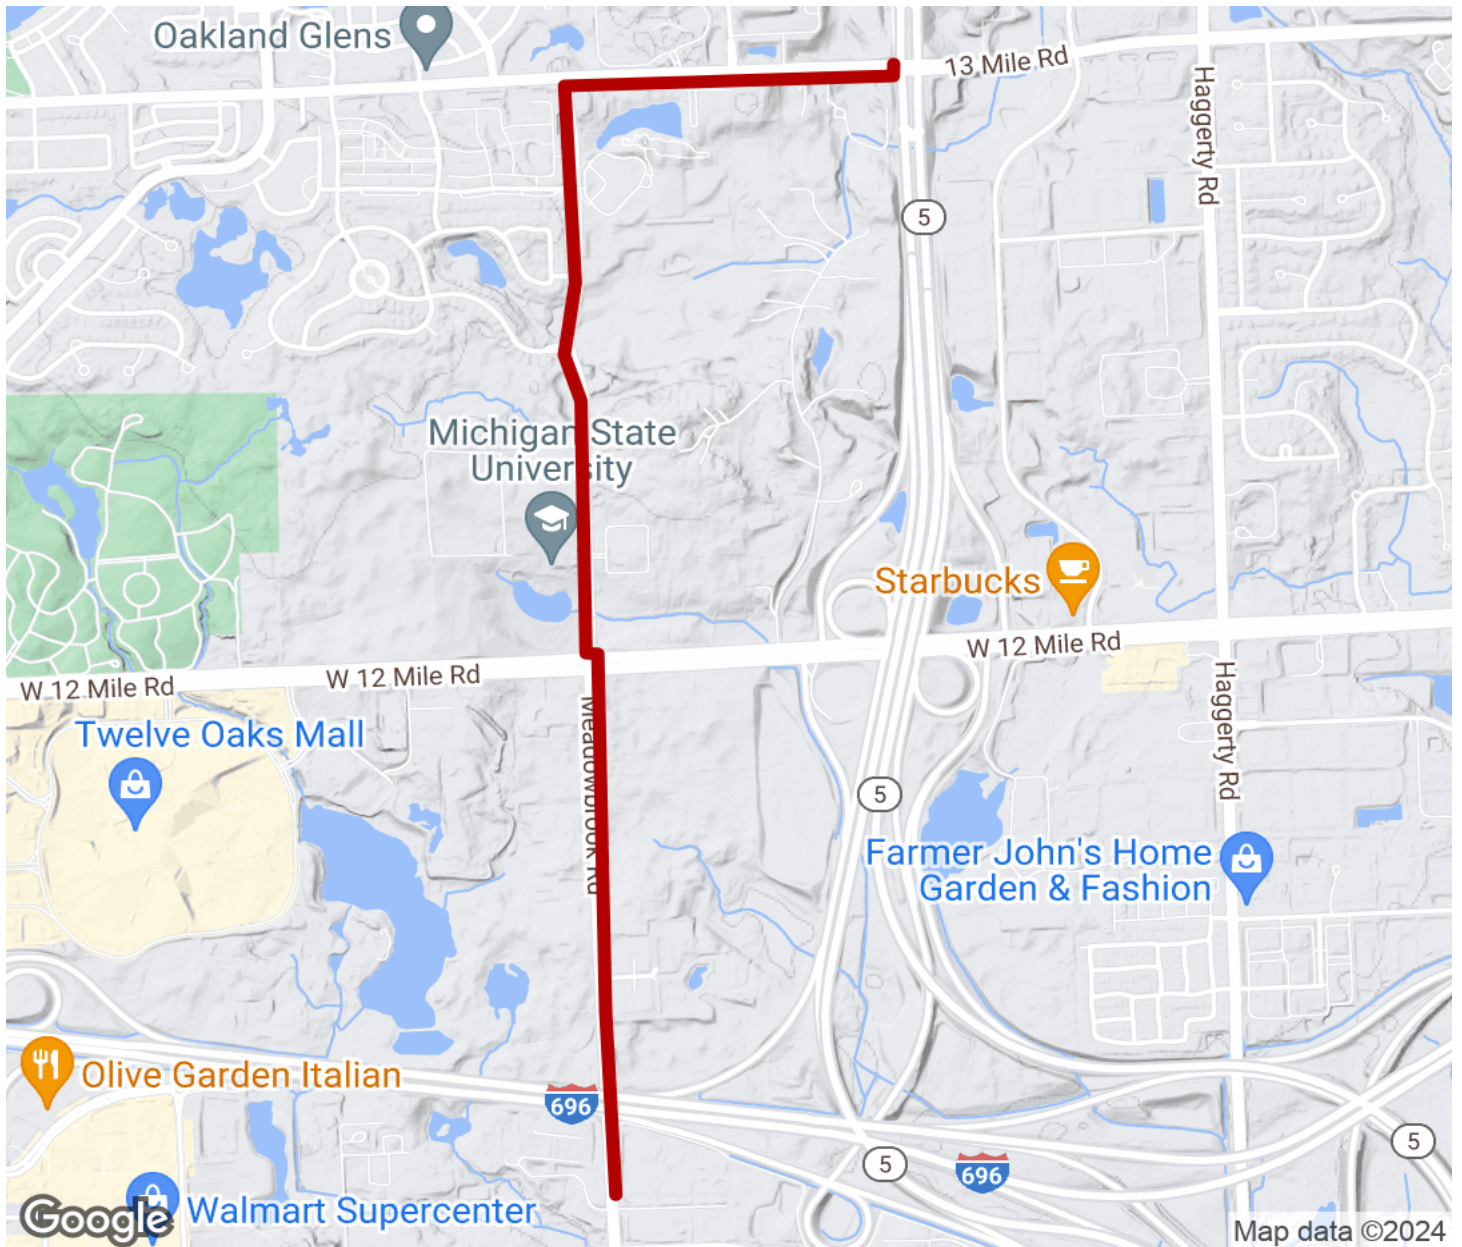 Oakland Glens
13 Mile Rd
Haggerty Rd
5
Michigan State
University
Starbucks
W 12 Mile Rd
W 12 Mile Rd
W 12 Mile Rd
Haggerty Rd
Meadowbrook Rd
Twelve Oaks Mall
5
Farmer John's Home
Garden & Fashion
Olive Garden Italian
696
5
5
696
Walmart Supercenter
Google
Map data ©2024